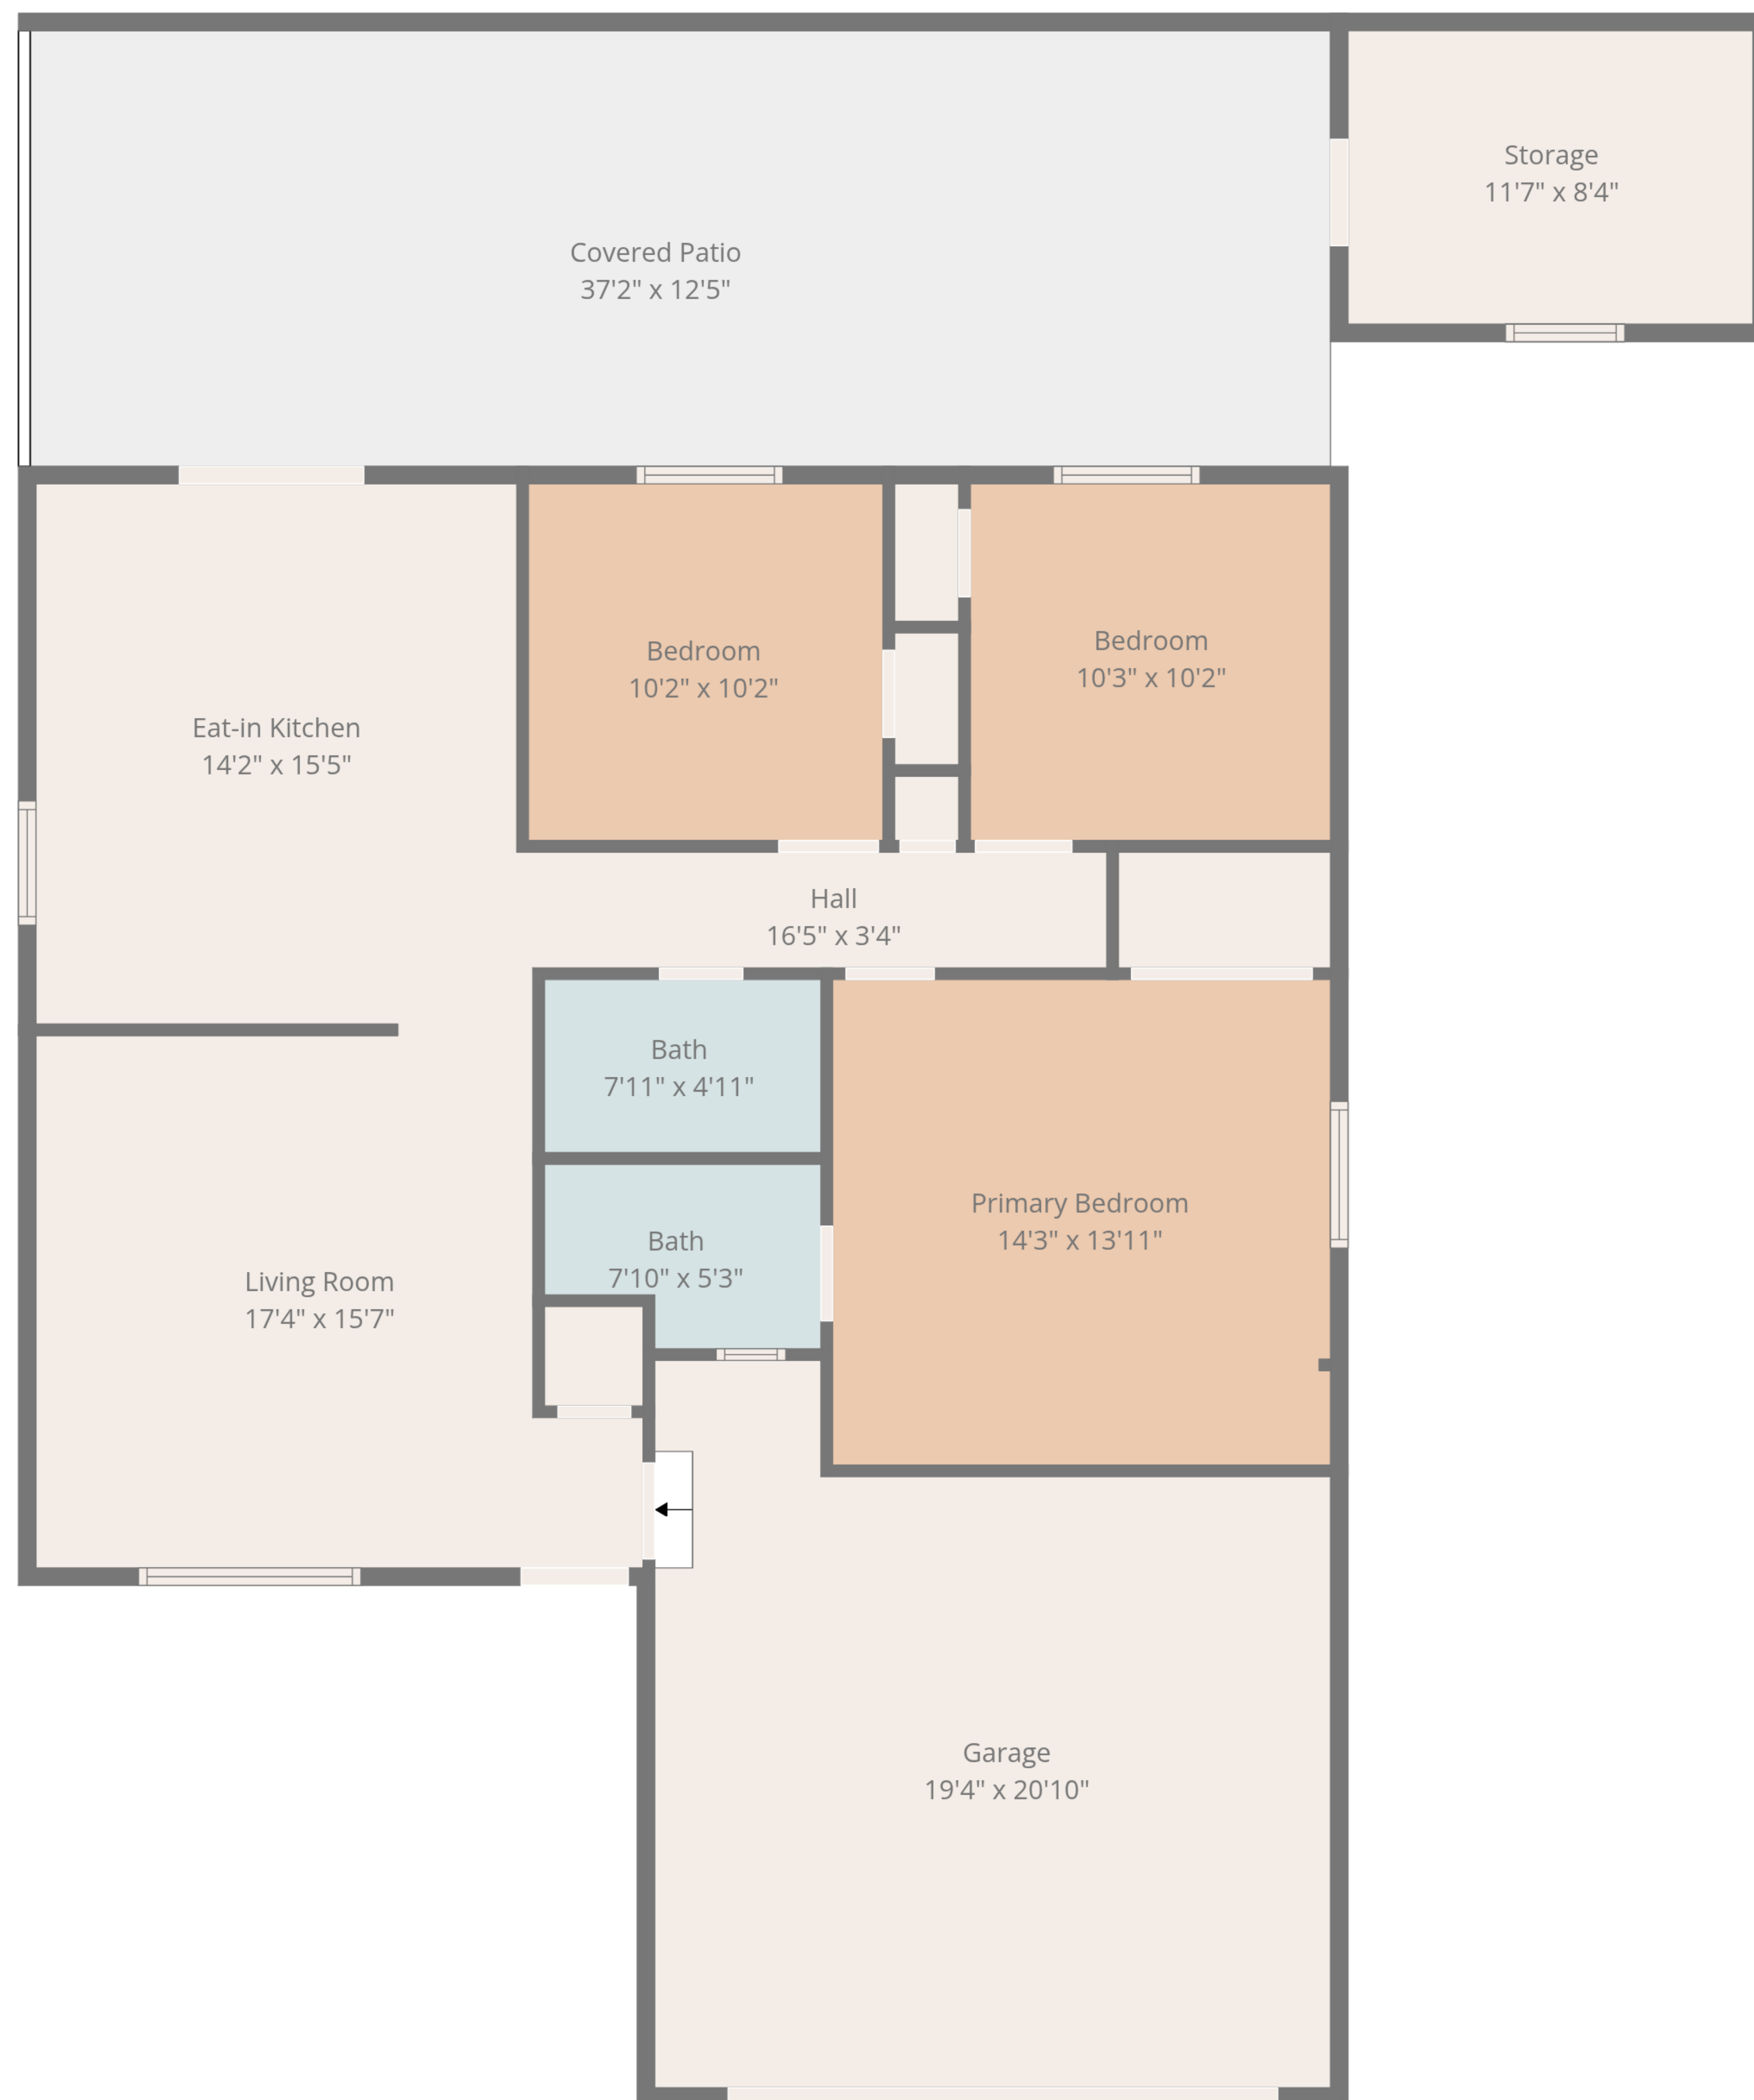 Storage
11'7" x 8'4"
Covered Patio
37'2" x 12'5"
Bedroom
10'2" x 10'2"
Bedroom
10'3" x 10'2"
Eat-in Kitchen
14'2" x 15'5"
Hall
16'5" x 3'4"
Bath
7'11" x 4'11"
Primary Bedroom
14'3" x 13'11"
Bath
7'10" x 5'3"
Living Room
17'4" x 15'7"
Garage
19'4" x 20'10"